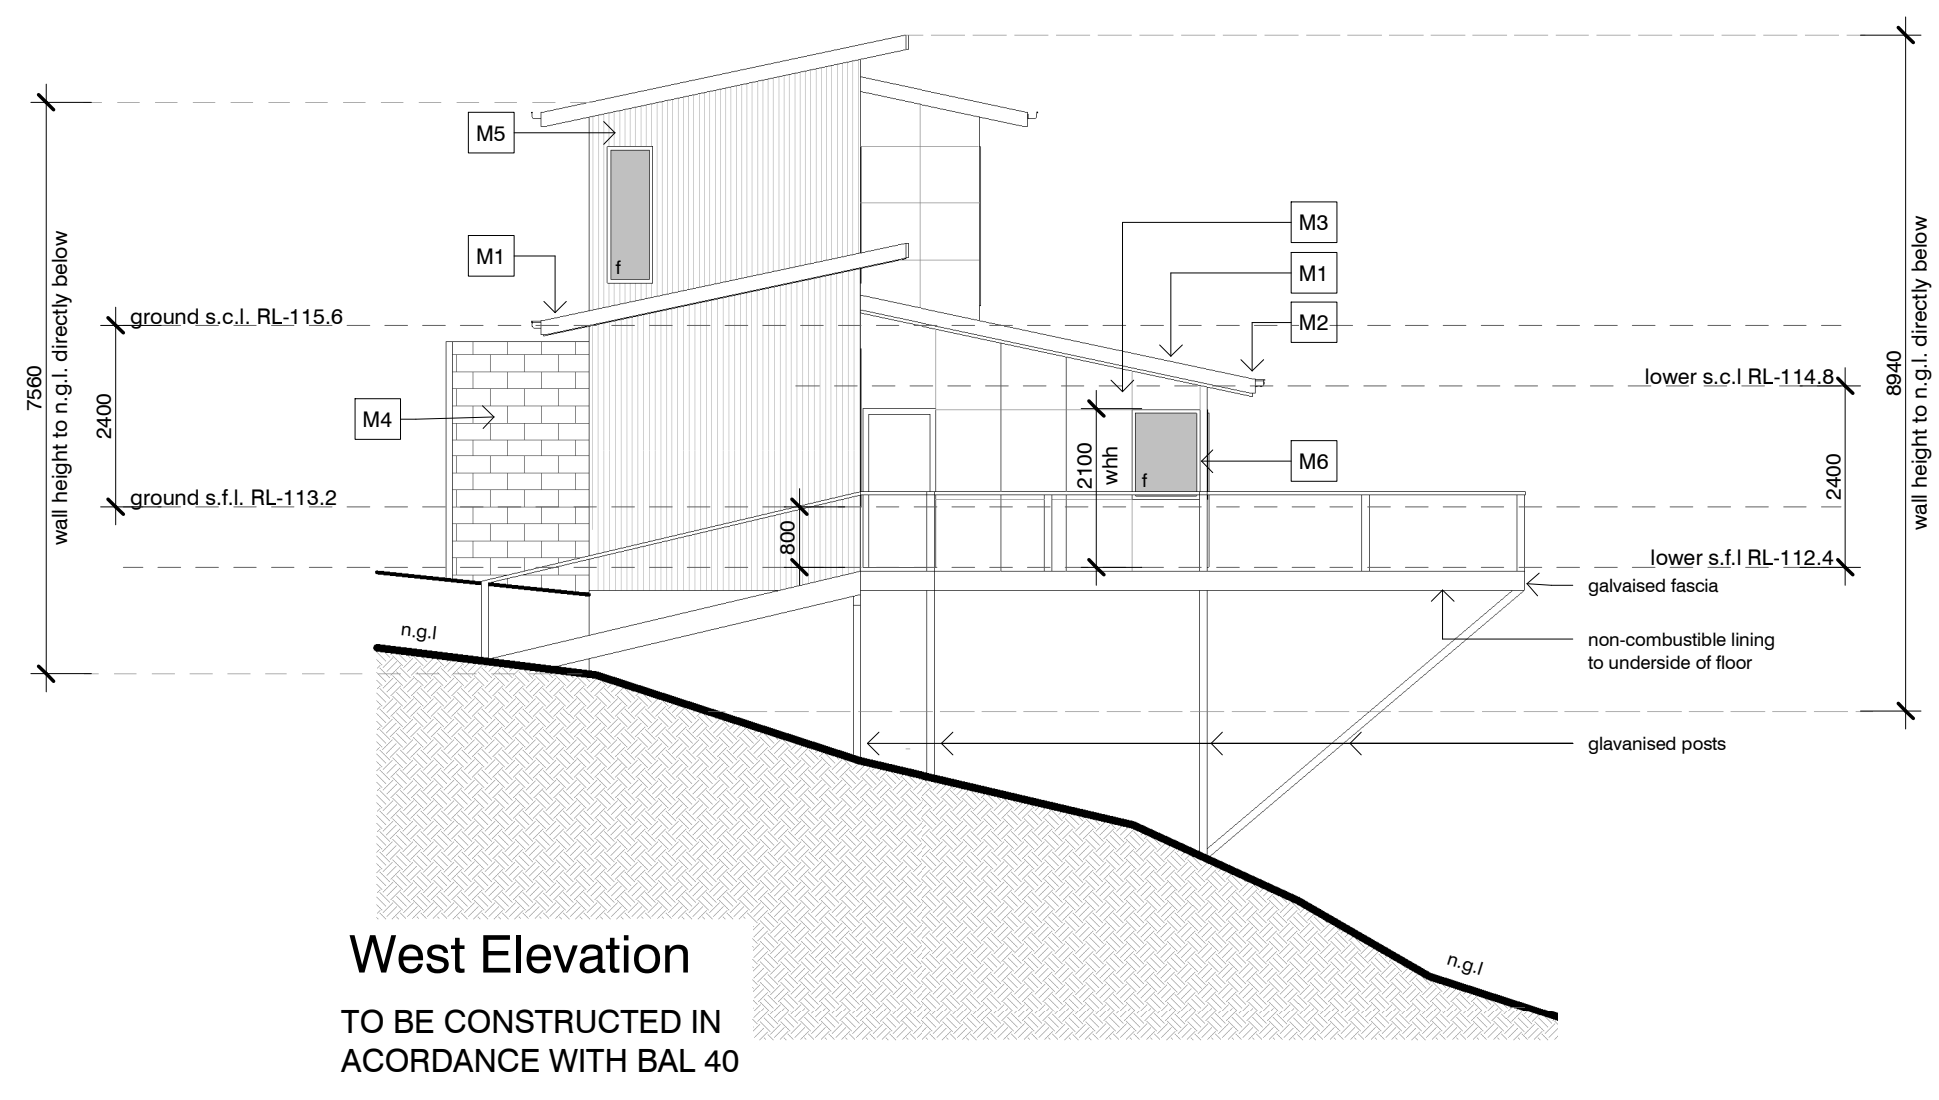 M5
M1
M4
f
M3
M1
M2
M6
f
7560
wall height to n.g.l. directly below
2400
ground s.c.l. RL-115.6
ground s.f.l. RL-113.2
800
2100
whh
lower s.c.l RL-114.8
2400
lower s.f.l RL-112.4
8940
wall height to n.g.l. directly below
galvaised fascia
non-combustible lining
to underside of floor
glavanised posts
n.g.l
n.g.l
West Elevation
TO BE CONSTRUCTED IN
ACORDANCE WITH BAL 40